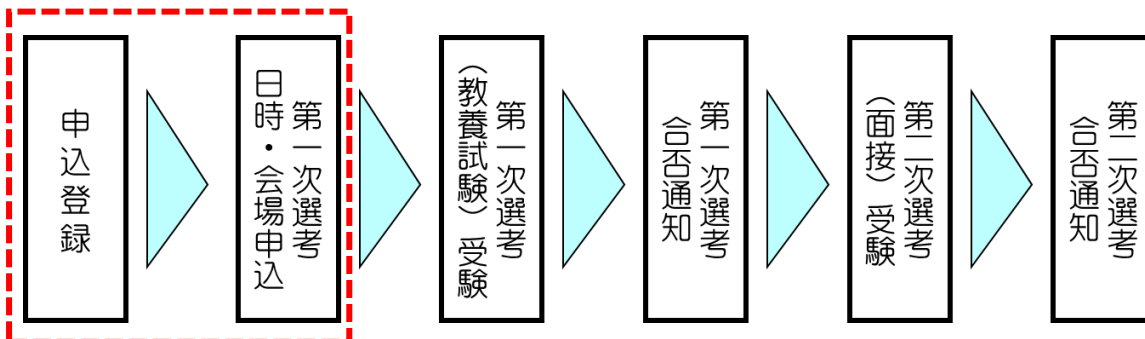 申込登録
第一次選考
日時・会場申込
第一次選考
（教養試験）受験
第一次選考
合否通知
第二次選考
（面接）受験
第二次選考
合否通知